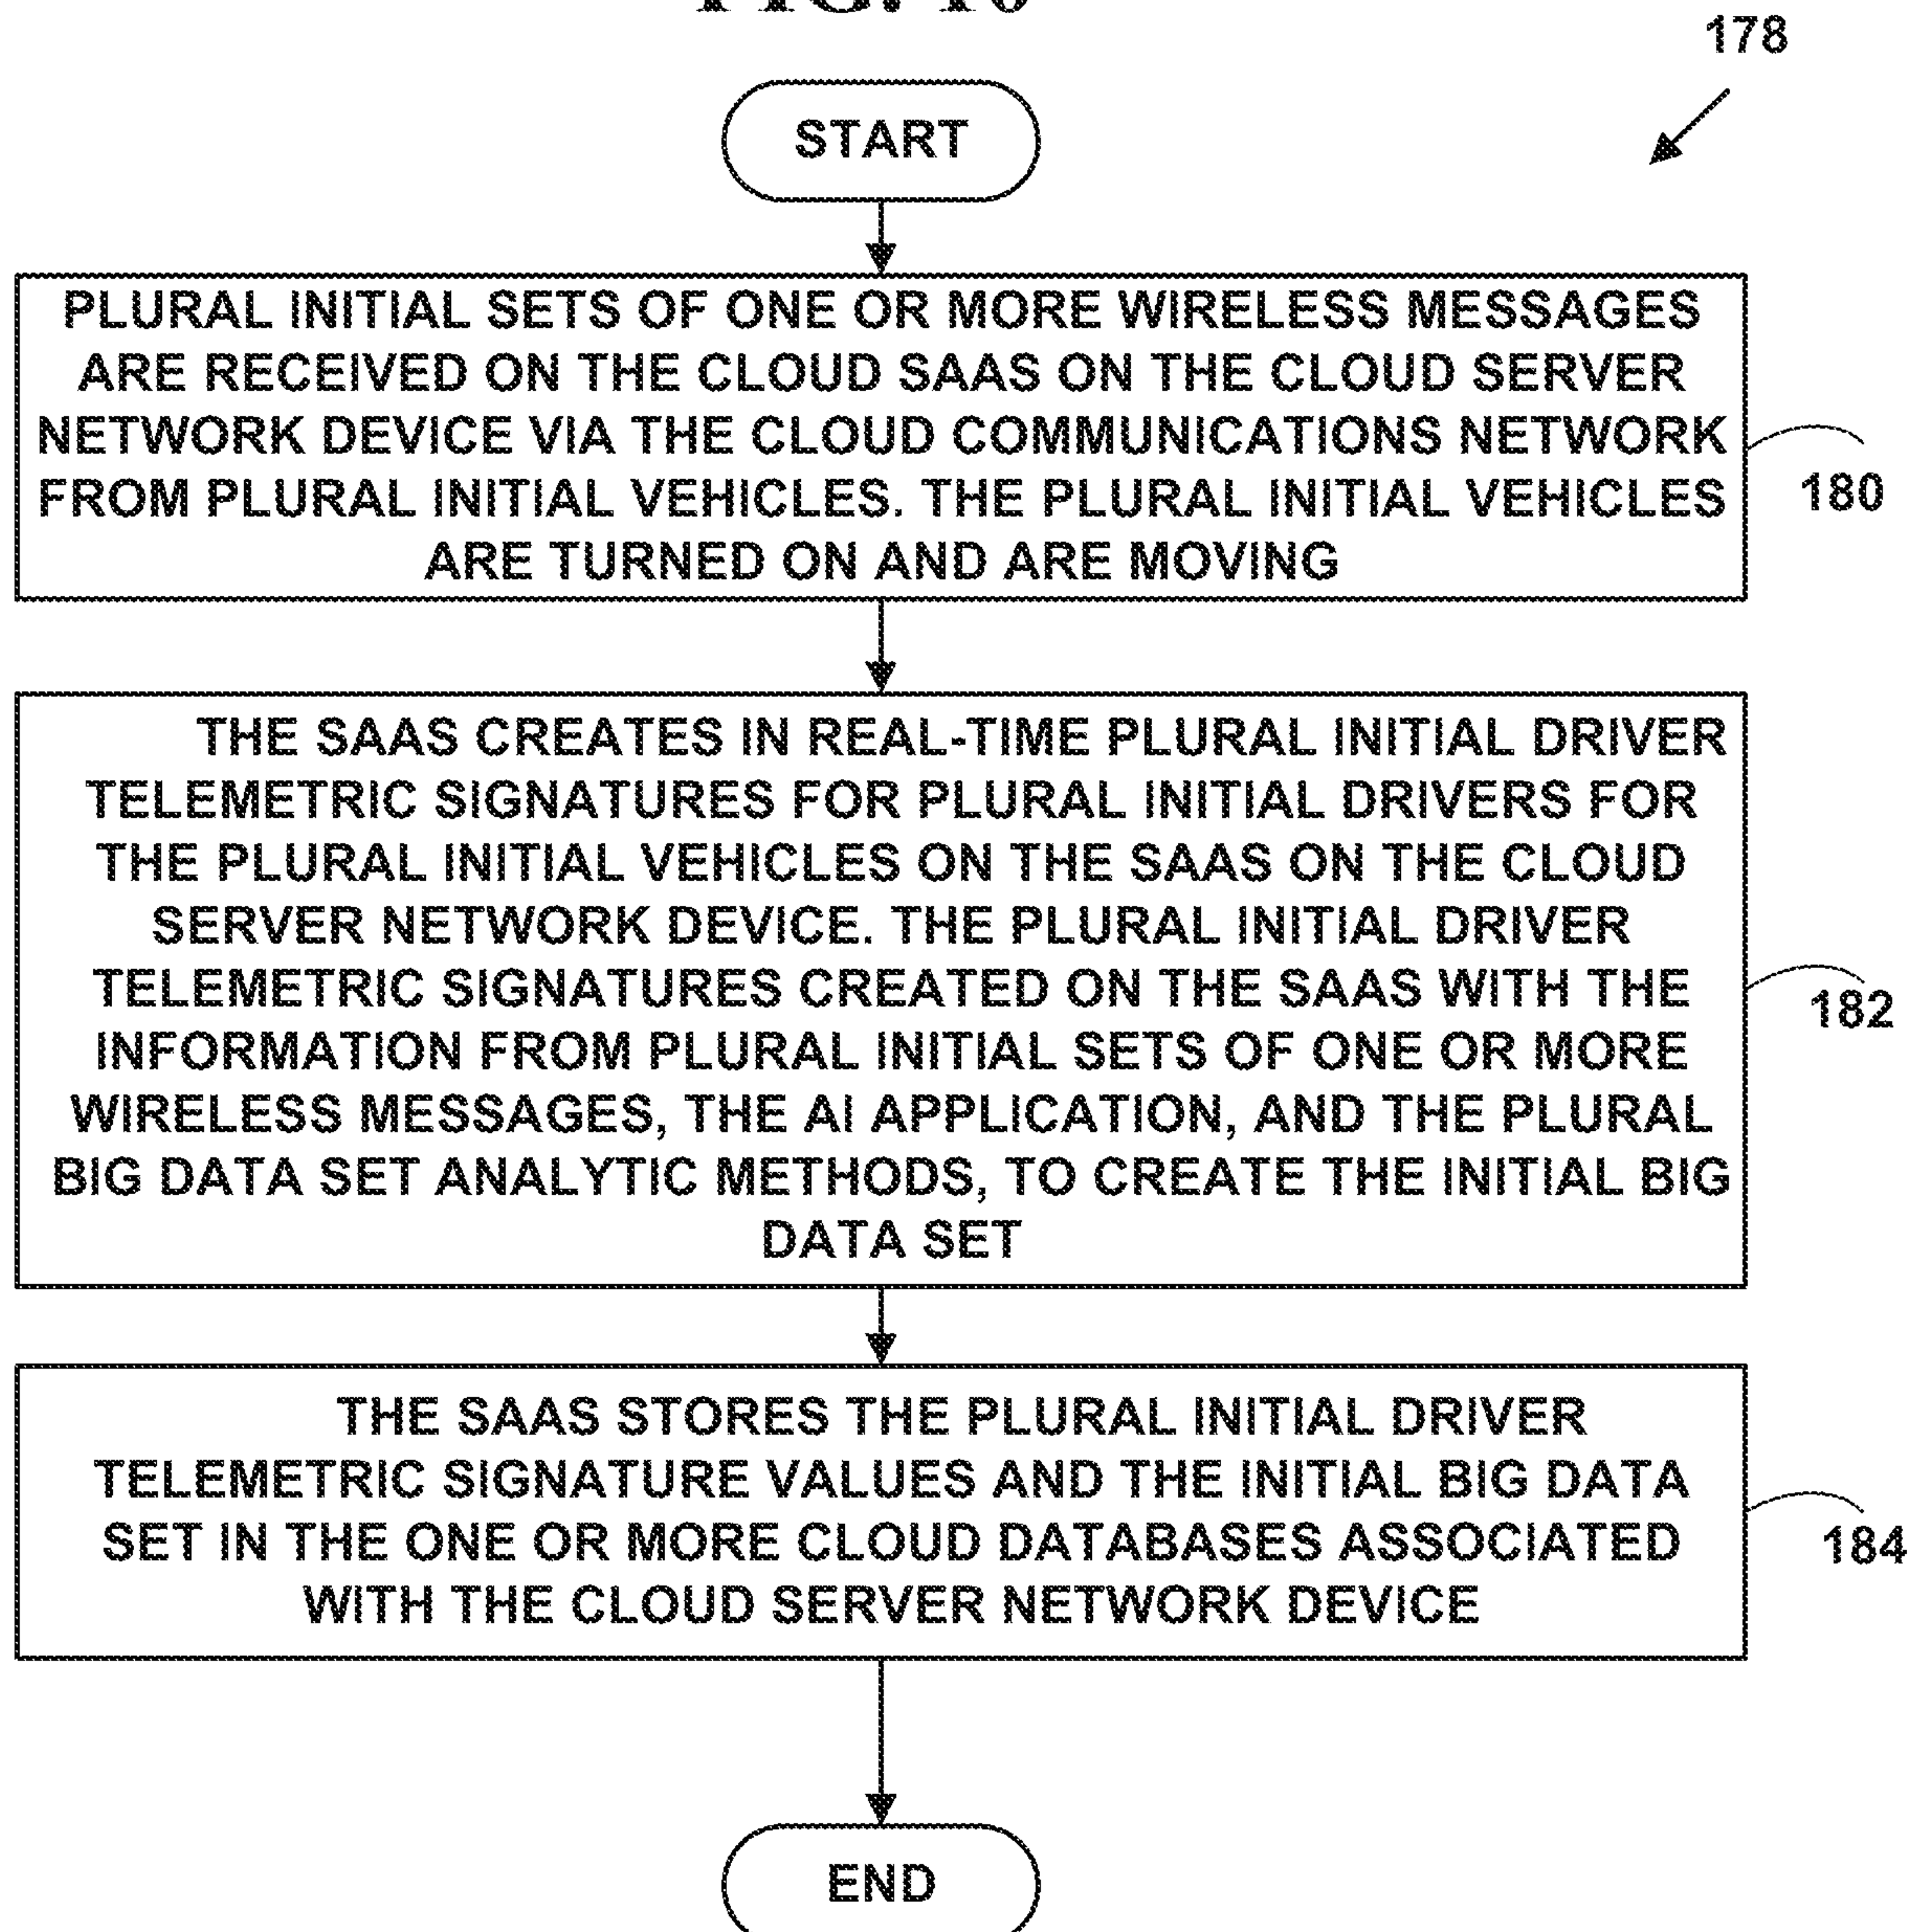 FIG. 10
178
START
PLURAL INITIAL SETS OF ONE OR MORE WIRELESS MESSAGES
ARE RECEIVED ON THE CLOUD SAAS ON THE CLOUD SERVER
NETWORK DEVICE VIA THE CLOUD COMMUNICATIONS NETWORK
FROM PLURAL INITIAL VEHICLES. THE PLURAL INITIAL VEHICLES
ARE TURNED ON AND ARE MOVING
180
THE SAAS CREATES IN REAL-TIME PLURAL INITIAL DRIVER
TELEMETRIC SIGNATURES FOR PLURAL INITIAL DRIVERS FOR
THE PLURAL INITIAL VEHICLES ON THE SAAS ON THE CLOUD
SERVER NETWORK DEVICE. THE PLURAL INITIAL DRIVER
TELEMETRIC SIGNATURES CREATED ON THE SAAS WITH THE
INFORMATION FROM PLURAL INITIAL SETS OF ONE OR MORE
WIRELESS MESSAGES, THE AI APPLICATION, AND THE PLURAL
BIG DATA SET ANALYTIC METHODS, TO CREATE THE INITIAL BIG
DATA SET
182
THE SAAS STORES THE PLURAL INITIAL DRIVER
TELEMETRIC SIGNATURE VALUES AND THE INITIAL BIG DATA
SET IN THE ONE OR MORE CLOUD DATABASES ASSOCIATED
WITH THE CLOUD SERVER NETWORK DEVICE
184
END